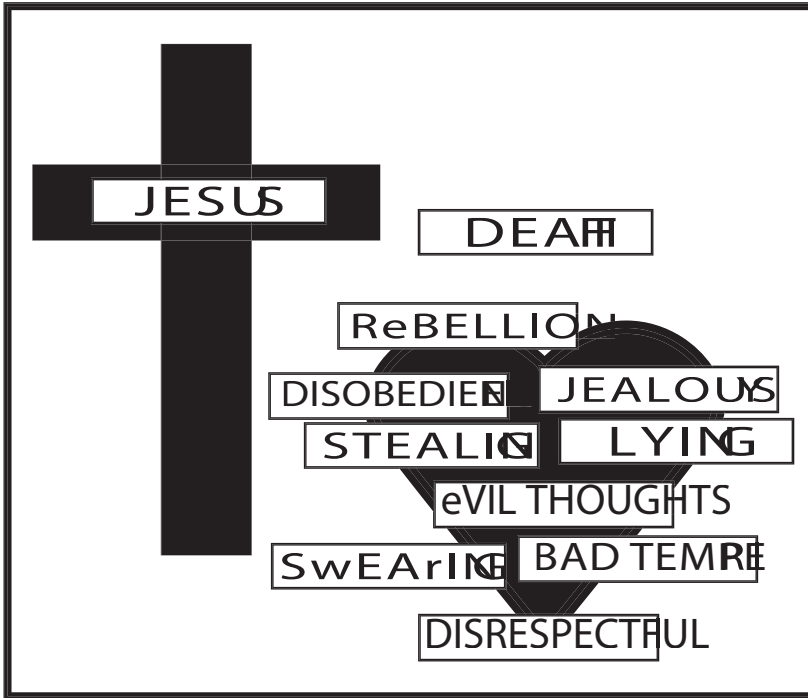 JESUS
DEATH
ReBELLION
DISOBEDIEN
JEALOUSY
STEALING
LYING
eVIL THOUGHTS
SwEArING
BAD TEMPER
DISRESPECTFUL